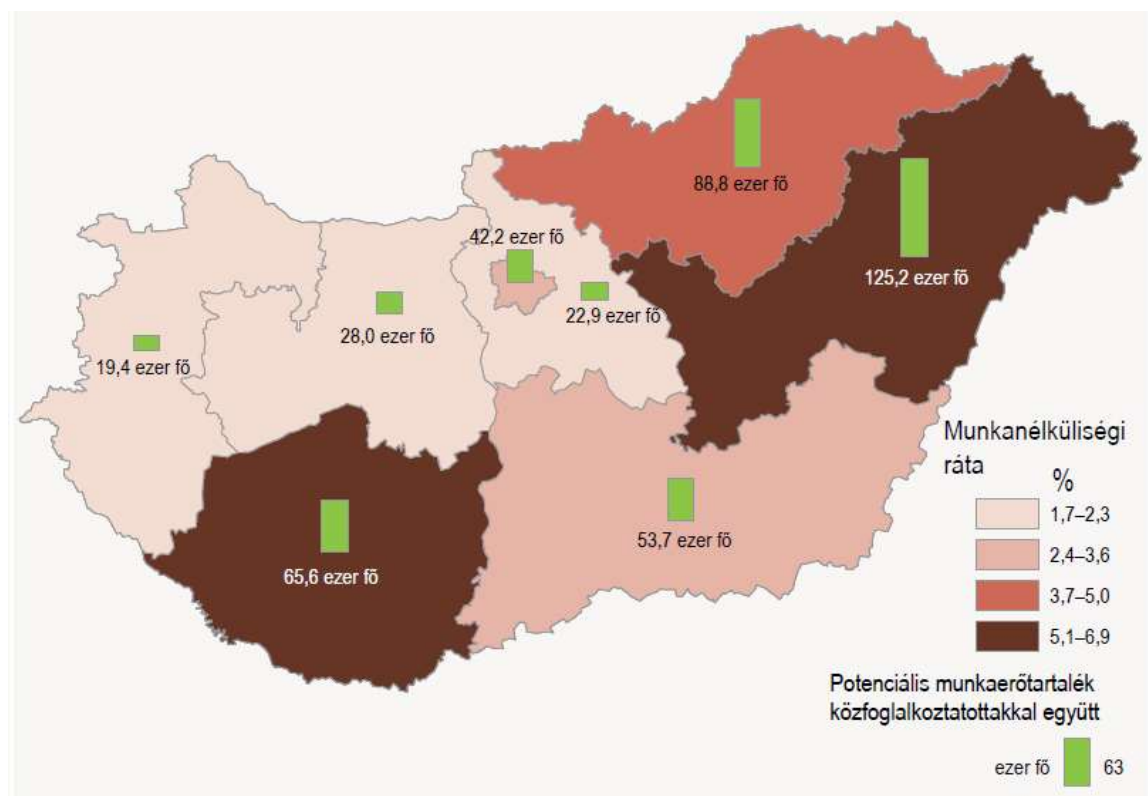 88,8 ezer fő
42,2 ezer fő
125,2 ezer fő
22,9 ezer fő
28,0 ezer fő
19,4 ezer fő
53,7 ezer fő
65,6 ezer fő
Munkanélküliségi
ráta
%
1,7–2,3
2,4–3,6
3,7–5,0
5,1–6,9
Potenciális munkaerőtartalék
közfoglalkoztatottakkal együtt
ezer fő 63